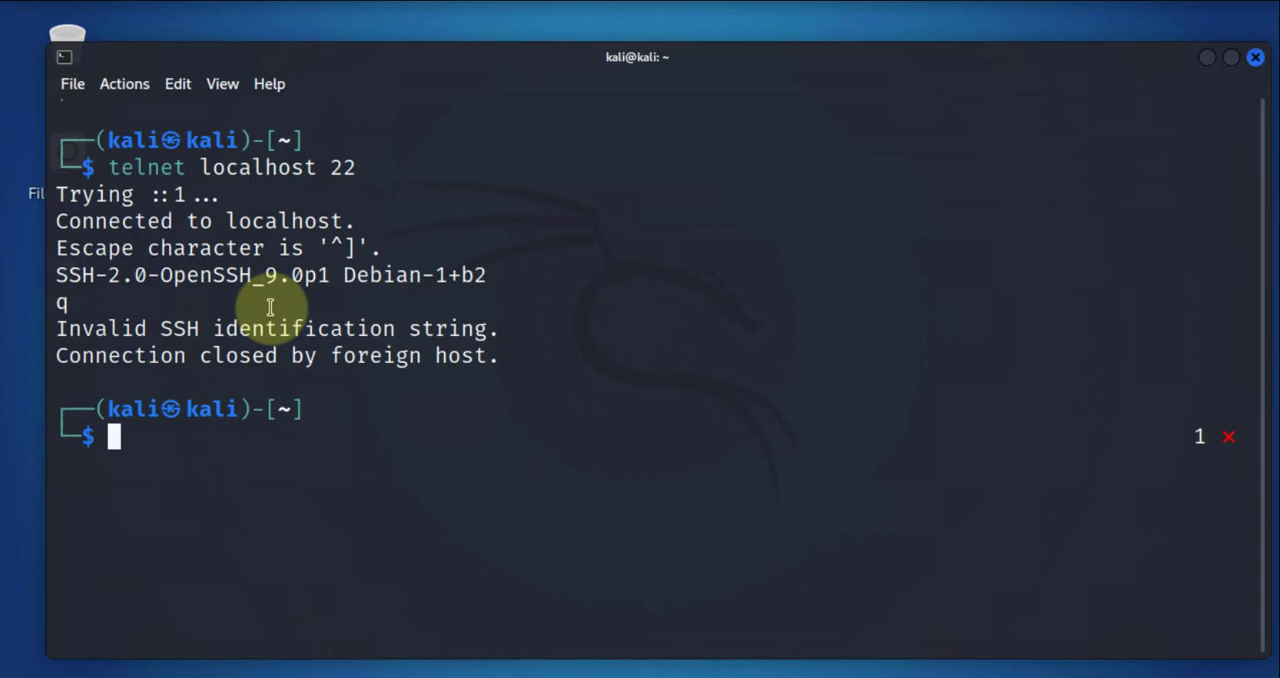 kali@kali: ~
File Actions Edit View Help
┌──(kali㉿kali)-[~]
└─$ telnet localhost 22
Trying ::1...
Connected to localhost.
Escape character is '^]'.
SSH-2.0-OpenSSH_9.0p1 Debian-1+b2
q
Invalid SSH identification string.
Connection closed by foreign host.
┌──(kali㉿kali)-[~]
└─$
1 ✗